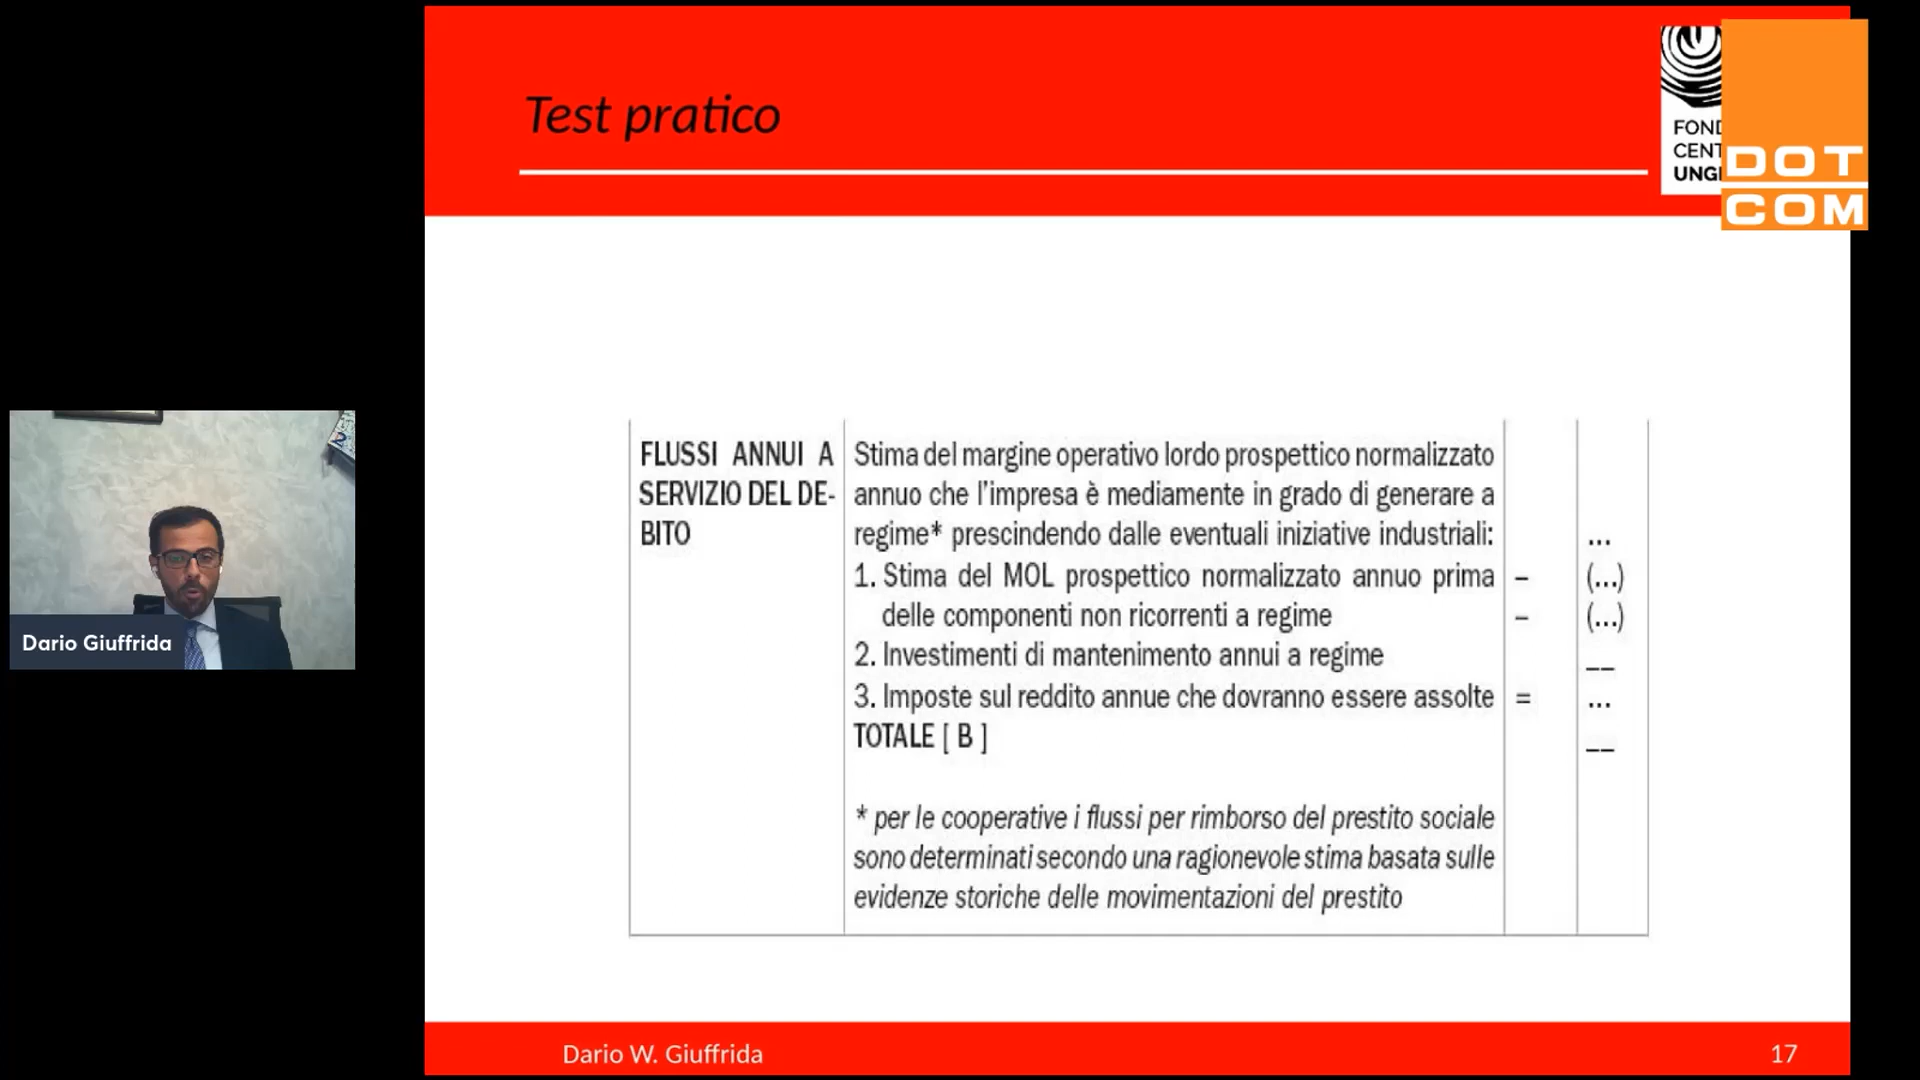 Test pratico
FOND
CENT
UNG
DOT
COM
FLUSSI ANNUI A
SERVIZIO DEL DE-
BITO
Stima del margine operativo lordo prospettico normalizzato
annuo che l'impresa è mediamente in grado di generare a
regime* prescindendo dalle eventuali iniziative industriali:
...
1. Stima del MOL prospettico normalizzato annuo prima
– (...)
delle componenti non ricorrenti a regime
– (...)
2. Investimenti di mantenimento annui a regime
__
3. Imposte sul reddito annue che dovranno essere assolte
= ...
TOTALE [ B ]
__
* per le cooperative i flussi per rimborso del prestito sociale
sono determinati secondo una ragionevole stima basata sulle
evidenze storiche delle movimentazioni del prestito
Dario Giuffrida
Dario W. Giuffrida
17